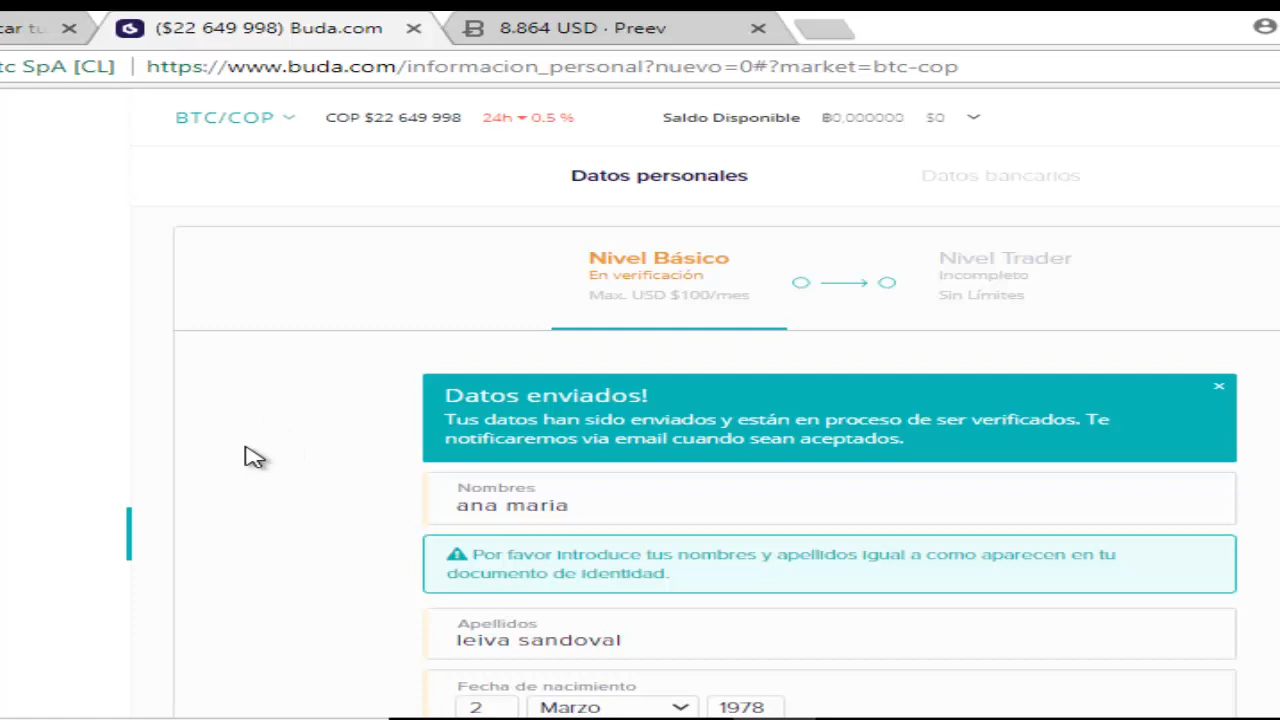 car tu
($22 649 998) Buda.com
8.864 USD · Preev
tc SpA [CL] | https://www.buda.com/informacion_personal?nuevo=0#?market=btc-cop
BTC/COP COP $22 649 998 24h 0.5 % Saldo Disponible ฿0,000000 $0
Datos personales Datos bancarios
Nivel Básico Nivel Trader
En verificación Incompleto
Max. USD $100/mes Sin Límites
Datos enviados!
Tus datos han sido enviados y están en proceso de ser verificados. Te
notificaremos via email cuando sean aceptados.
Nombres
ana maria
Por favor introduce tus nombres y apellidos igual a como aparecen en tu
documento de identidad.
Apellidos
leiva sandoval
Fecha de nacimiento
2 Marzo 1978